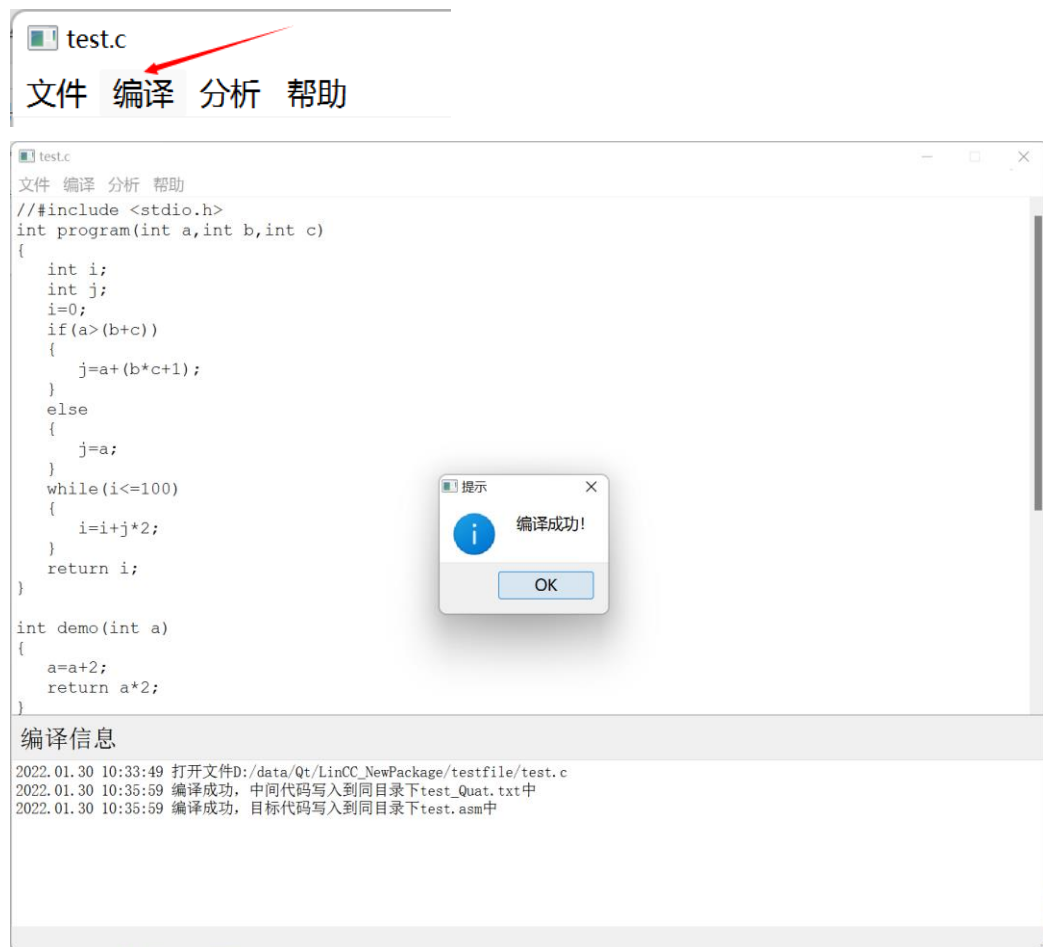 test.c
文件 编译 分析 帮助
test.c
文件 编译 分析 帮助
//#include <stdio.h>
int program(int a,int b,int c)
{
   int i;
   int j;
   i=0;
   if(a>(b+c))
   {
      j=a+(b*c+1);
   }
   else
   {
      j=a;
   }
   while(i<=100)
   {
      i=i+j*2;
   }
   return i;
}

int demo(int a)
{
   a=a+2;
   return a*2;
}
提示
编译成功!
OK
编译信息
2022.01.30 10:33:49 打开文件D:/data/Qt/LinCC_NewPackage/testfile/test.c
2022.01.30 10:35:59 编译成功，中间代码写入到同目录下test_Quat.txt中
2022.01.30 10:35:59 编译成功，目标代码写入到同目录下test.asm中